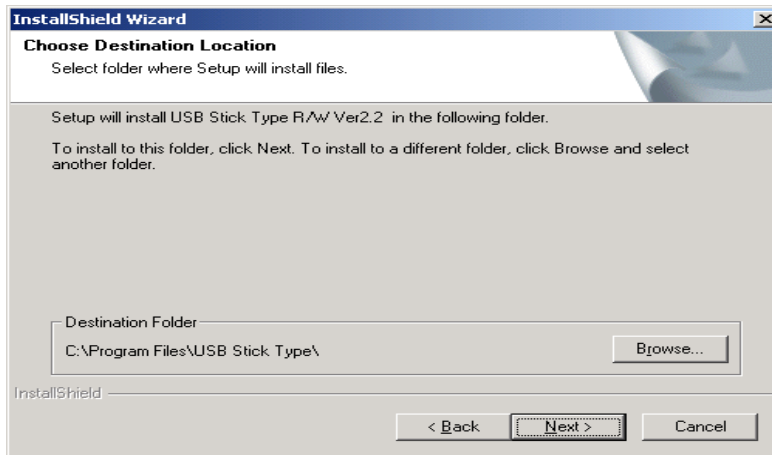 InstallShield Wizard
Choose Destination Location
Select folder where Setup will install files.
Setup will install USB Stick Type R/W Ver2.2 in the following folder.
To install to this folder, click Next. To install to a different folder, click Browse and select
another folder.
Destination Folder
C:\Program Files\USB Stick Type\
Browse...
InstallShield
< Back
Next >
Cancel